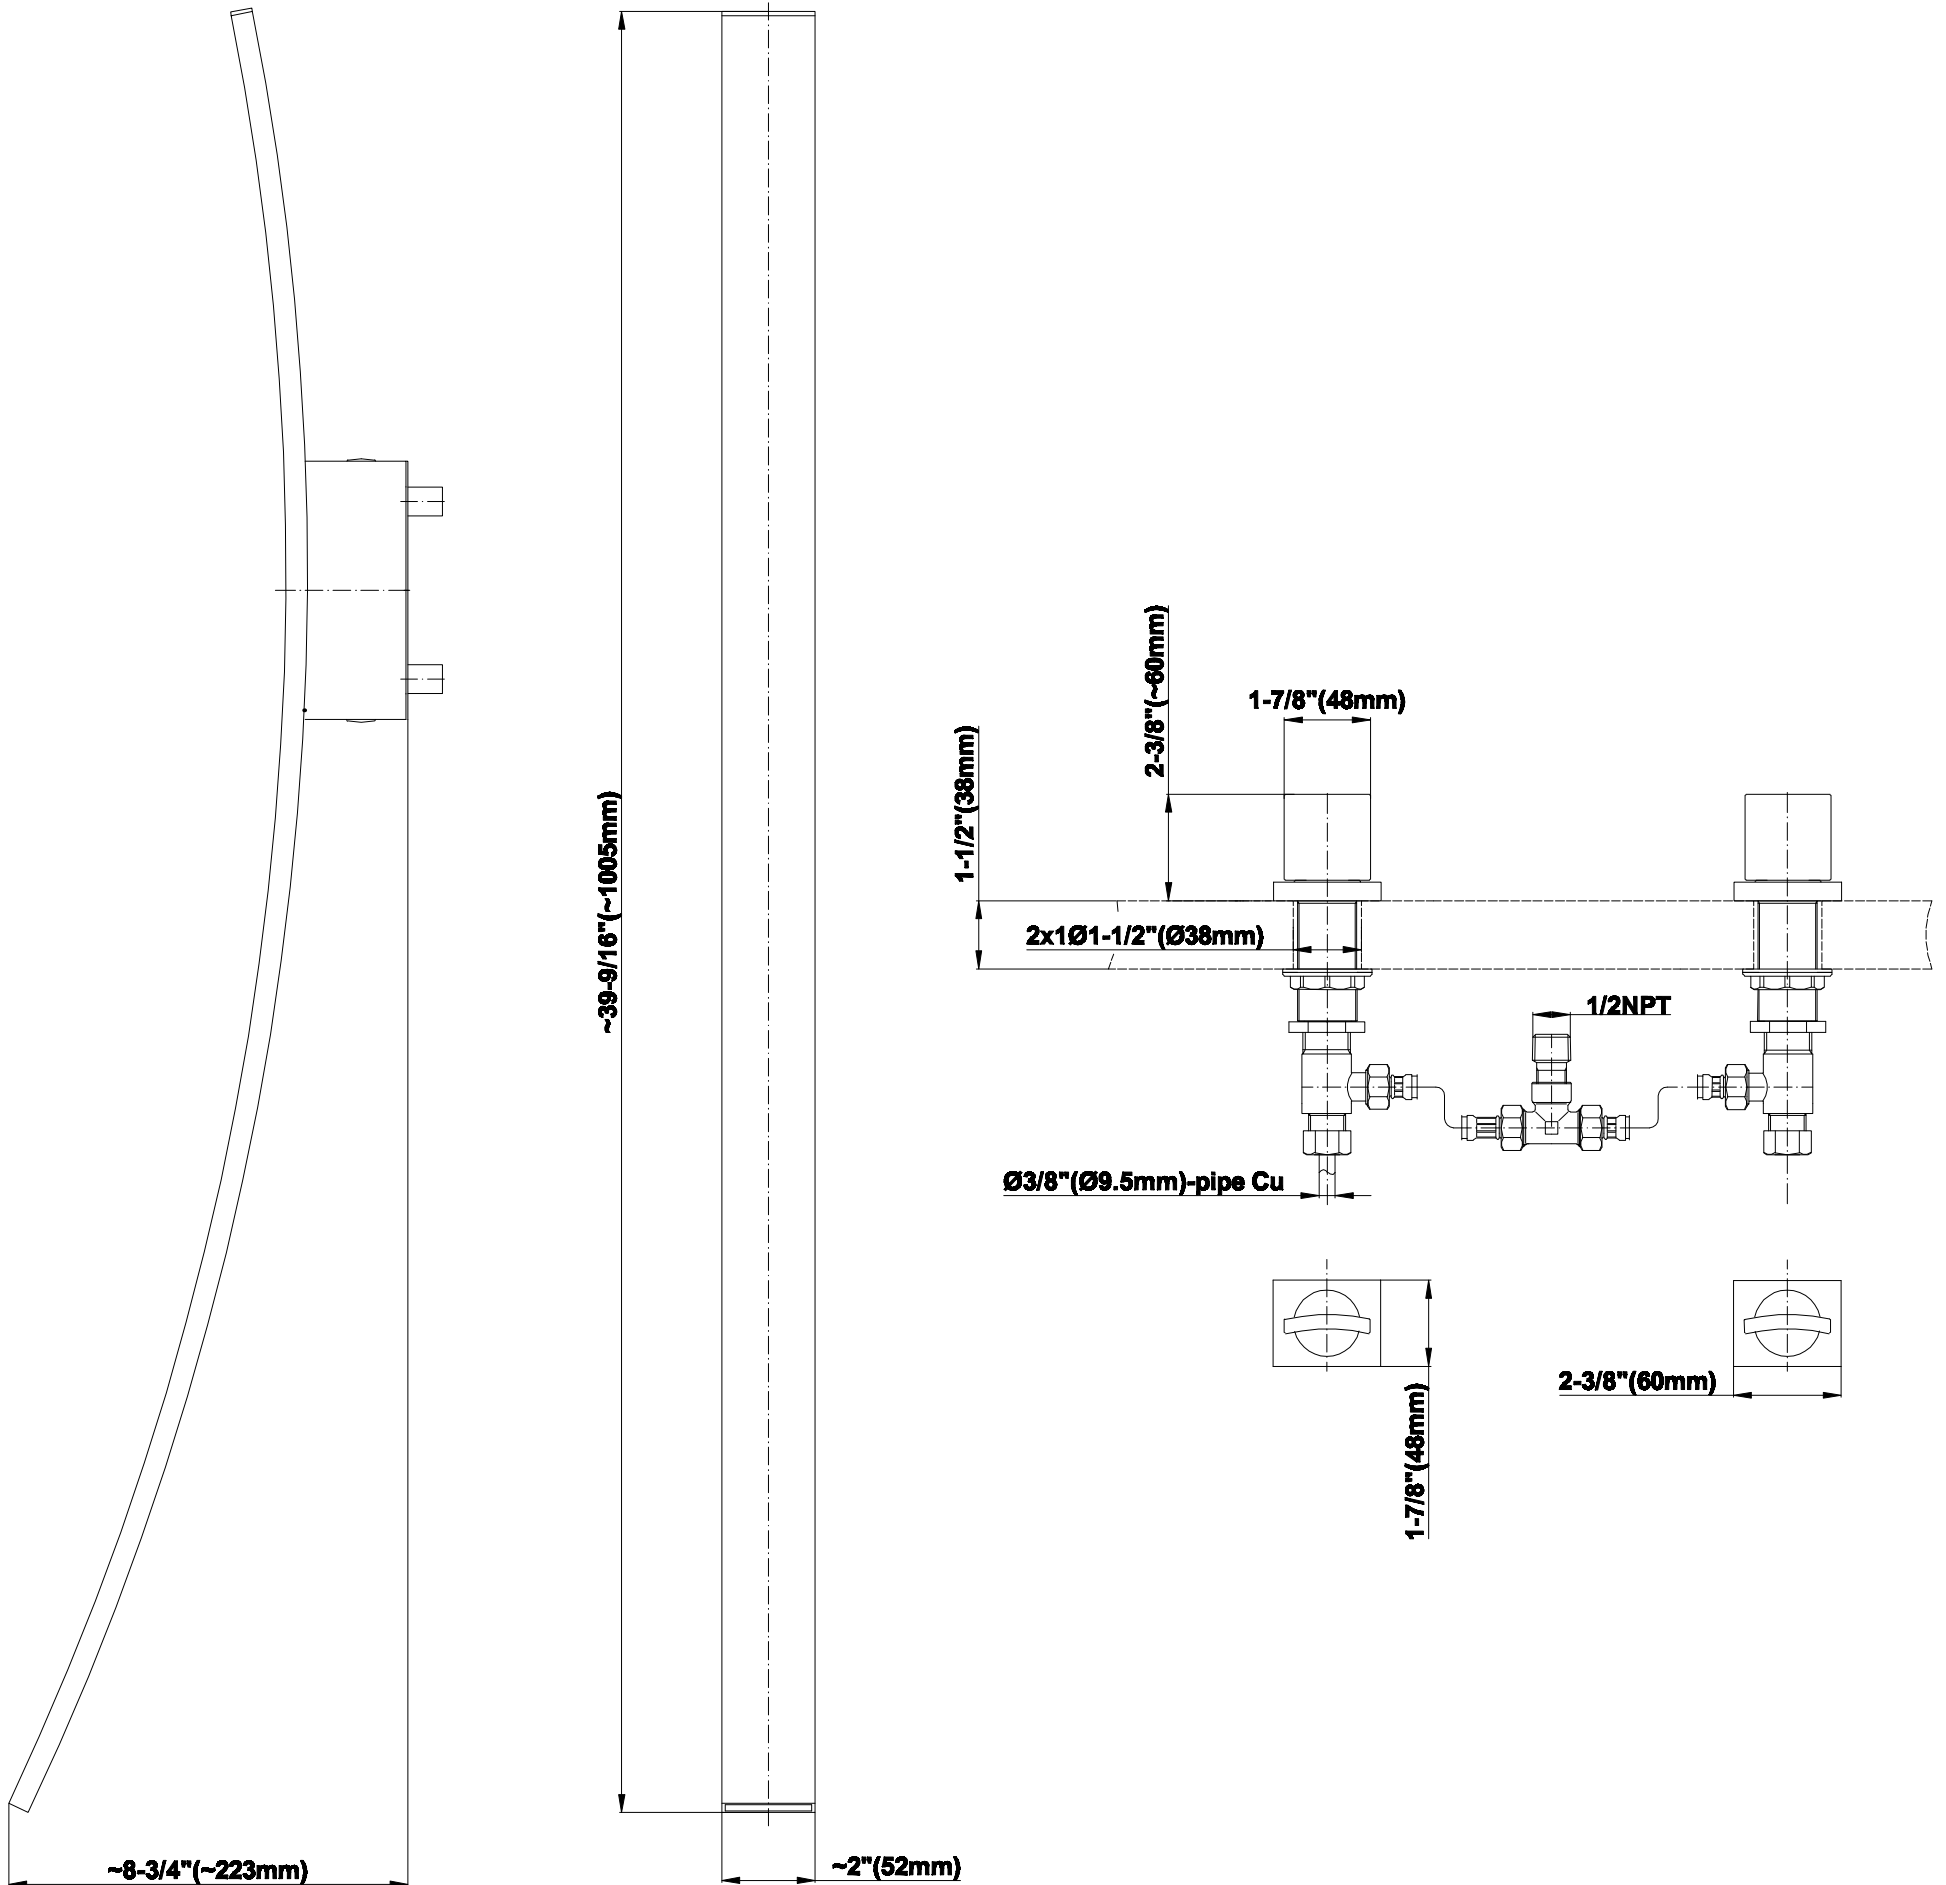 2-3/8"(~60mm)
1-7/8"(48mm)
1-1/2"(38mm)
~39-9/16"(~1005mm)
2x1Ø1-1/2"(Ø38mm)
1/2NPT
Ø3/8"(Ø9.5mm)-pipe Cu
2-3/8"(60mm)
1-7/8"(48mm)
~8-3/4"(~223mm)
~2"(52mm)